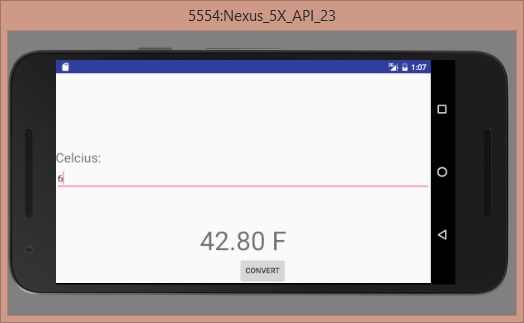 5554:Nexus_5X_API_23
1:07
Celcius:
6
42.80 F
CONVERT